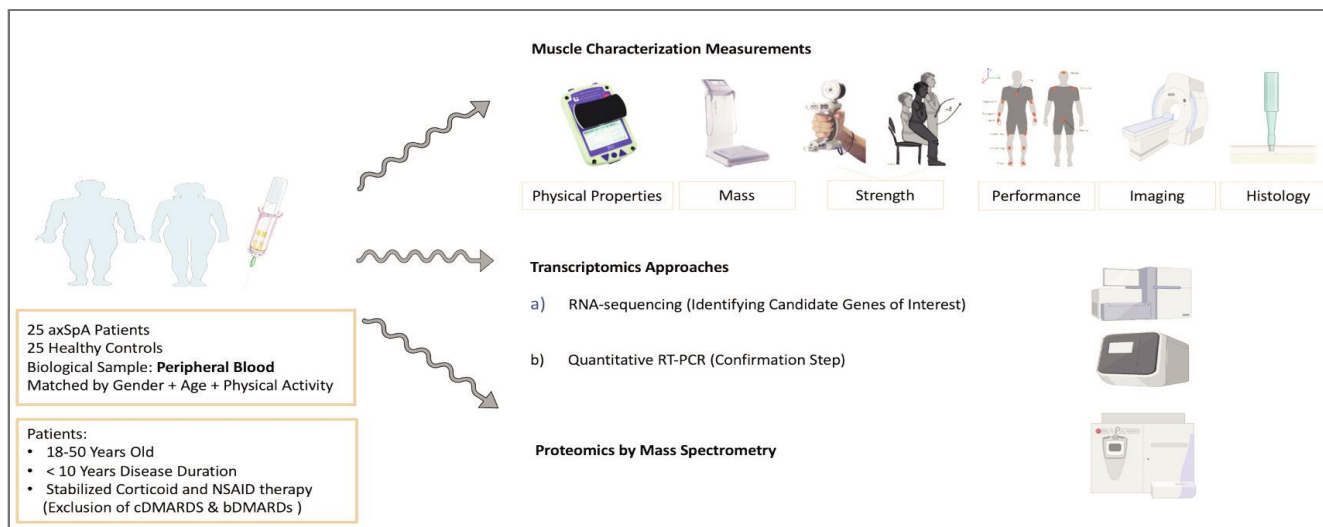 Muscle Characterization Measurements
Physical Properties
Mass
Strength
Performance
Imaging
Histology
25 axSpA Patients
25 Healthy Controls
Biological Sample: Peripheral Blood
Matched by Gender + Age + Physical Activity
Patients:
• 18-50 Years Old
• < 10 Years Disease Duration
• Stabilized Corticoid and NSAID therapy
(Exclusion of cDMARDS & bDMARDs )
Transcriptomics Approaches
a) RNA-sequencing (Identifying Candidate Genes of Interest)
b) Quantitative RT-PCR (Confirmation Step)
Proteomics by Mass Spectrometry